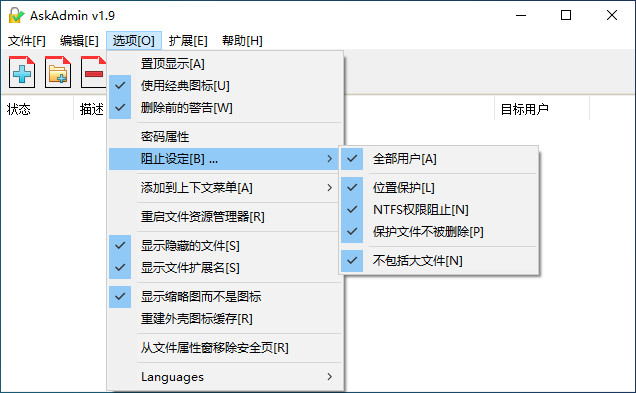 AskAdmin v1.9
文件[F] 编辑[E] 选项[O] 扩展[E] 帮助[H]
状态 描述 目标用户
置顶显示[A]
使用经典图标[U]
删除前的警告[W]
密码属性
阻止设定[B] ...
添加到上下文菜单[A]
重启文件资源管理器[R]
显示隐藏的文件[S]
显示文件扩展名[S]
显示缩略图而不是图标
重建外壳图标缓存[R]
从文件属性窗移除安全页[R]
Languages
全部用户[A]
位置保护[L]
NTFS权限阻止[N]
保护文件不被删除[P]
不包括大文件[N]